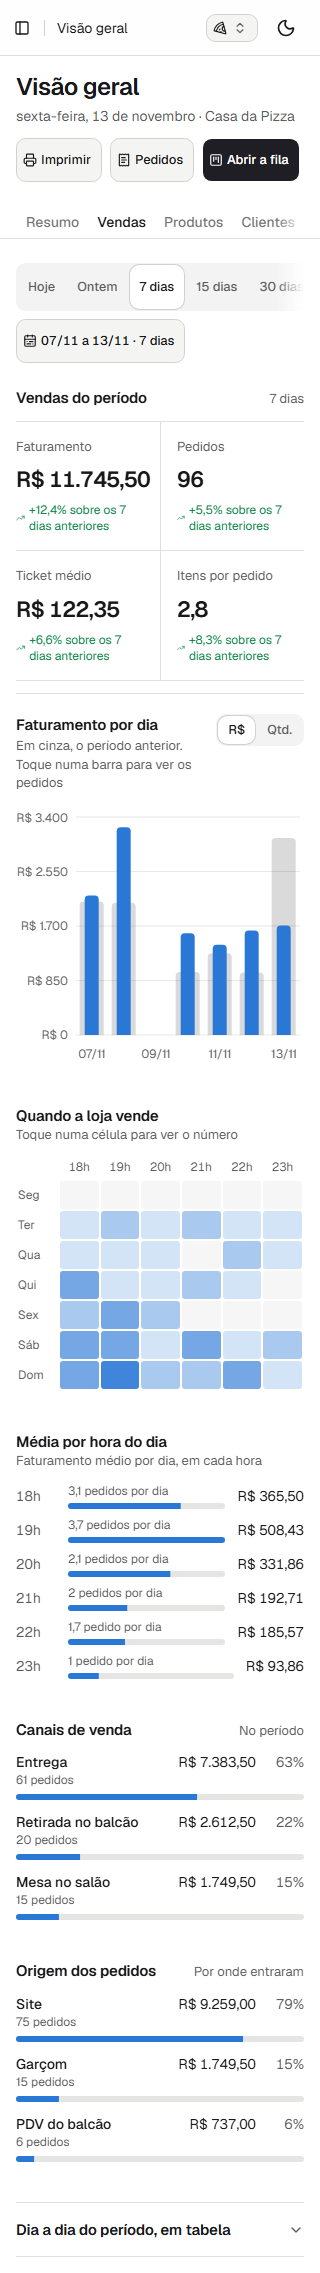 Visão geral
Visão geral
sexta-feira, 13 de novembro · Casa da Pizza
Imprimir
Pedidos
Abrir a fila
Resumo
Vendas
Produtos
Clientes
Hoje
Ontem
7 dias
15 dias
30 dias
07/11 a 13/11 · 7 dias
Vendas do período
7 dias
Faturamento
R$ 11.745,50
+12,4% sobre os 7
dias anteriores
Pedidos
96
+5,5% sobre os 7
dias anteriores
Ticket médio
R$ 122,35
+6,6% sobre os 7
dias anteriores
Itens por pedido
2,8
+8,3% sobre os 7
dias anteriores
Faturamento por dia
Em cinza, o período anterior.
Toque numa barra para ver os
pedidos
R$
Qtd.
R$ 3.400
R$ 2.550
R$ 1.700
R$ 850
R$ 0
07/11
09/11
11/11
13/11
Quando a loja vende
Toque numa célula para ver o número
18h
19h
20h
21h
22h
23h
Seg
Ter
Qua
Qui
Sex
Sáb
Dom
Média por hora do dia
Faturamento médio por dia, em cada hora
18h
3,1 pedidos por dia
R$ 365,50
19h
3,7 pedidos por dia
R$ 508,43
20h
2,1 pedidos por dia
R$ 331,86
21h
2 pedidos por dia
R$ 192,71
22h
1,7 pedido por dia
R$ 185,57
23h
1 pedido por dia
R$ 93,86
Canais de venda
No período
Entrega
R$ 7.383,50
63%
61 pedidos
Retirada no balcão
R$ 2.612,50
22%
20 pedidos
Mesa no salão
R$ 1.749,50
15%
15 pedidos
Origem dos pedidos
Por onde entraram
Site
R$ 9.259,00
79%
75 pedidos
Garçom
R$ 1.749,50
15%
15 pedidos
PDV do balcão
R$ 737,00
6%
6 pedidos
Dia a dia do período, em tabela